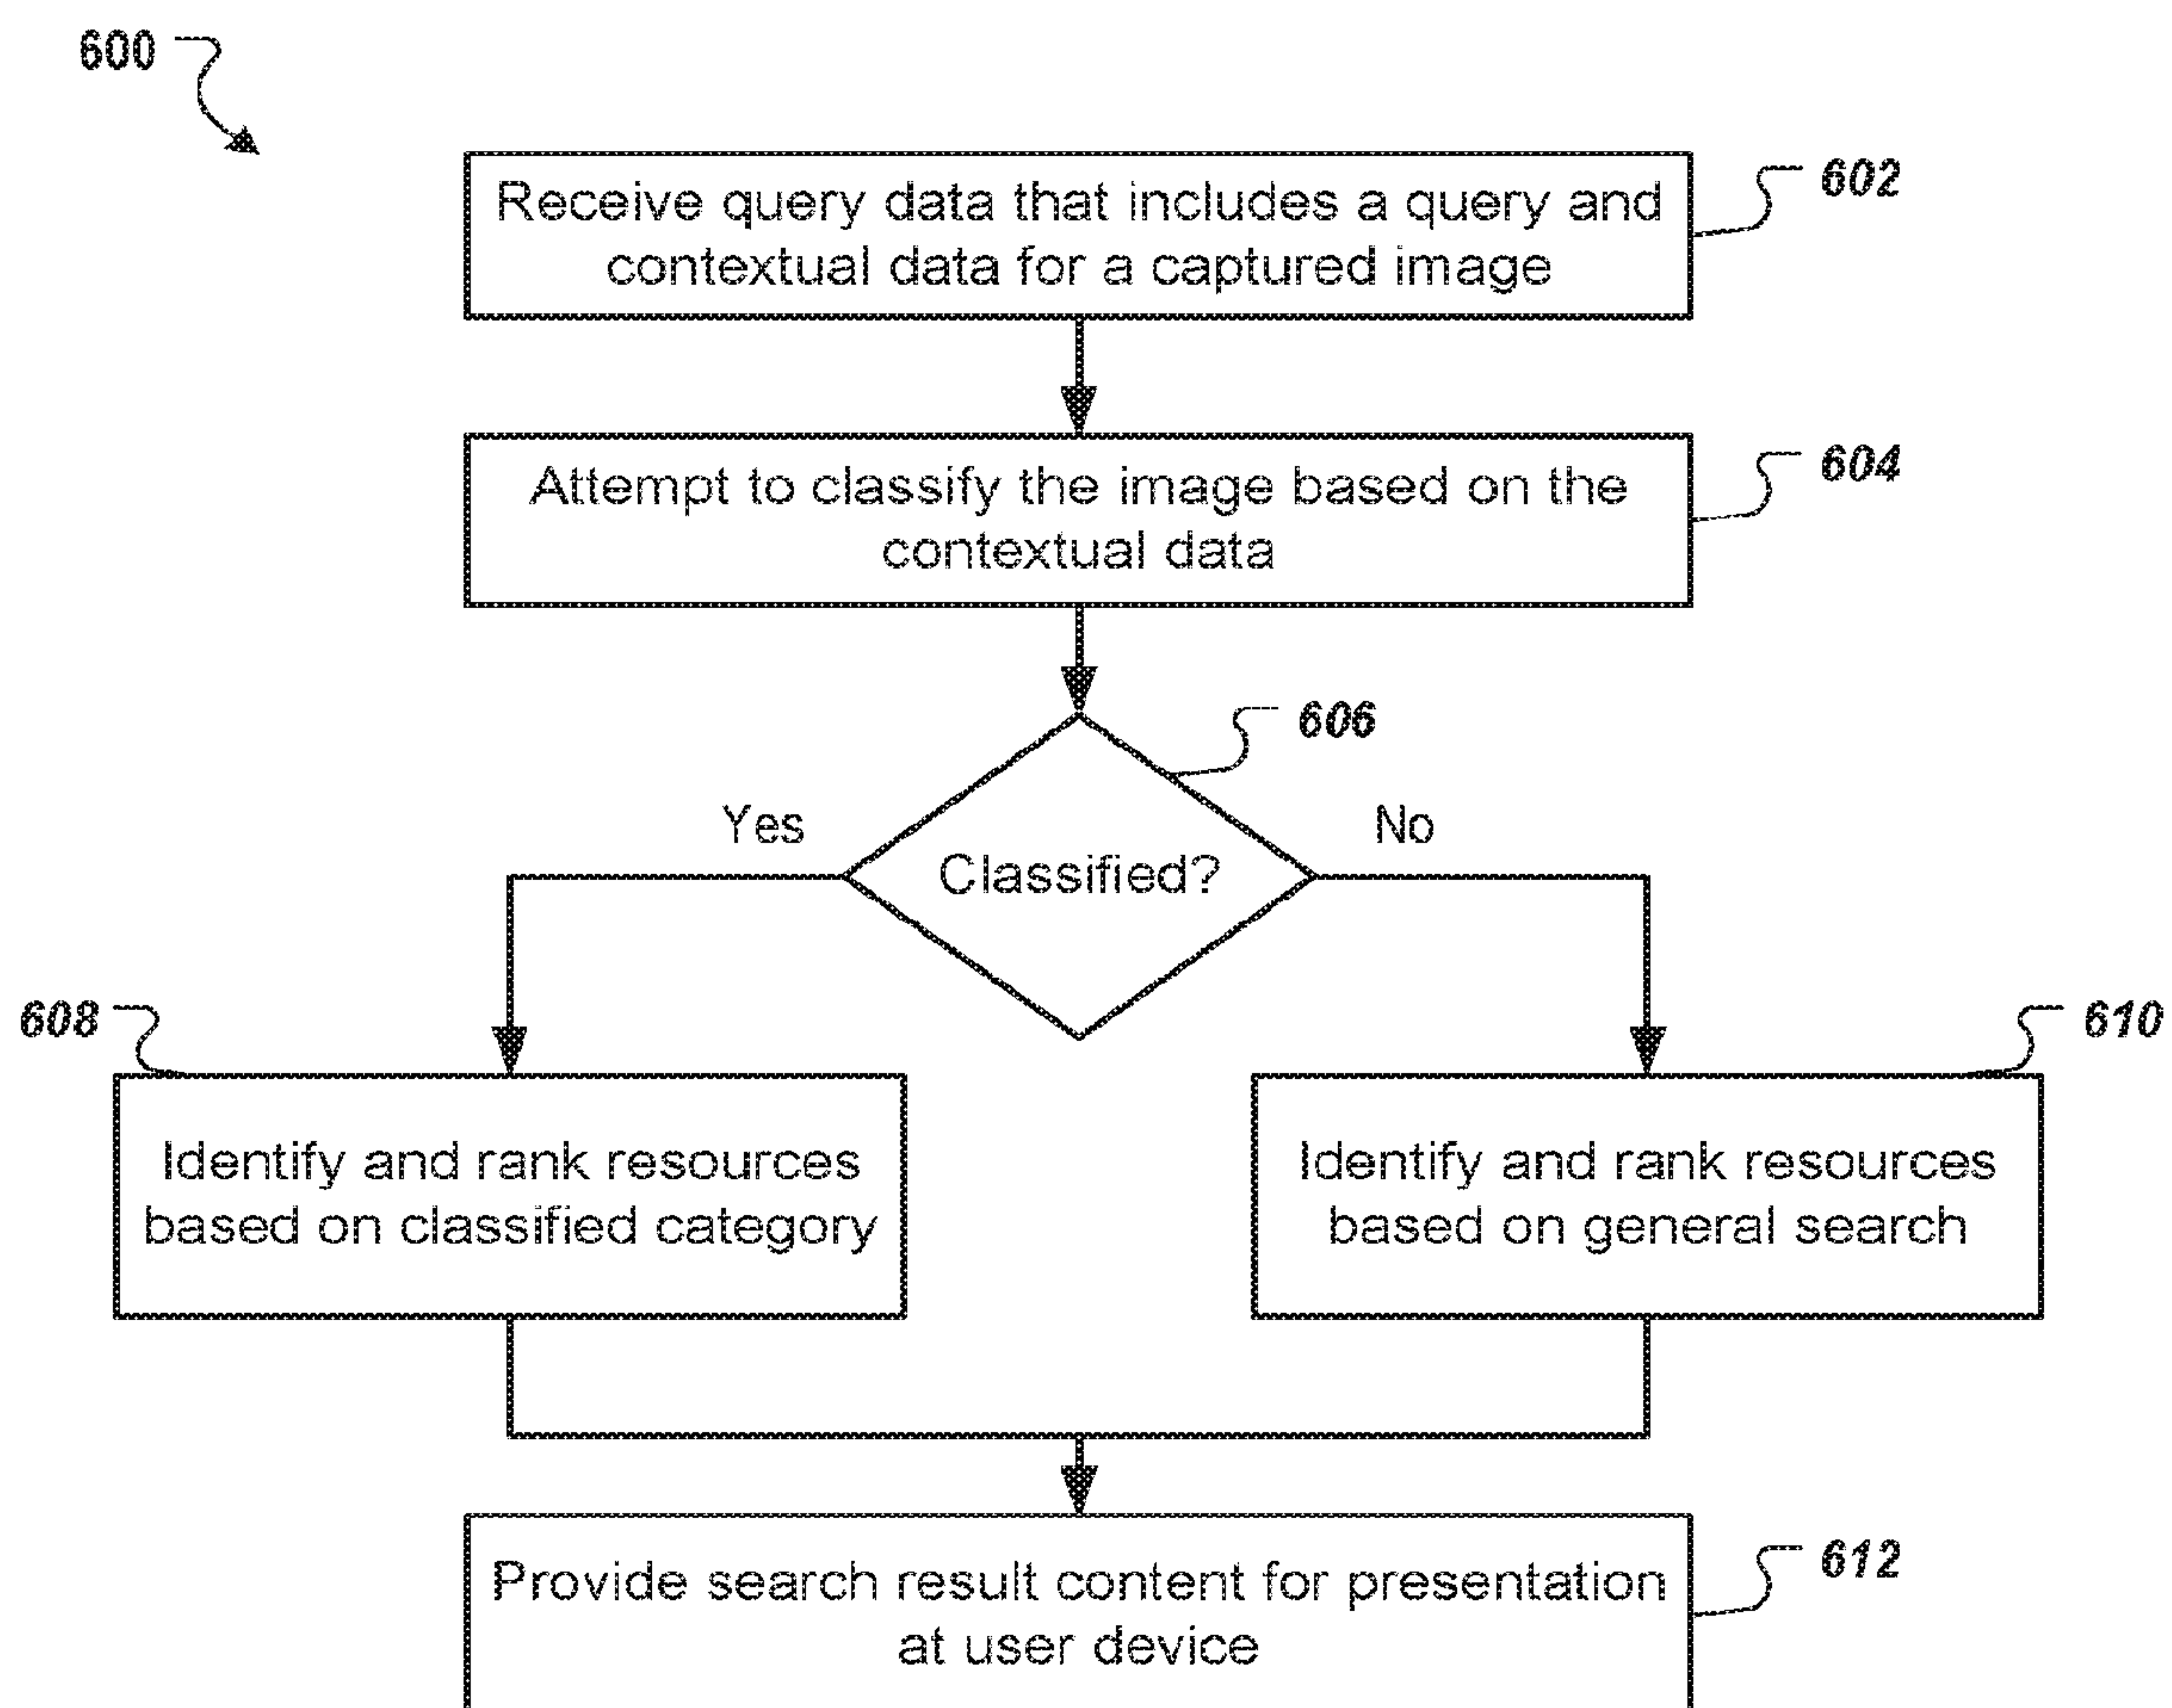 600
Receive query data that includes a query and
contextual data for a captured image
602
Attempt to classify the image based on the
contextual data
604
606
Yes
No
Classified?
608
610
Identify and rank resources
based on classified category
Identify and rank resources
based on general search
Provide search result content for presentation
at user device
612